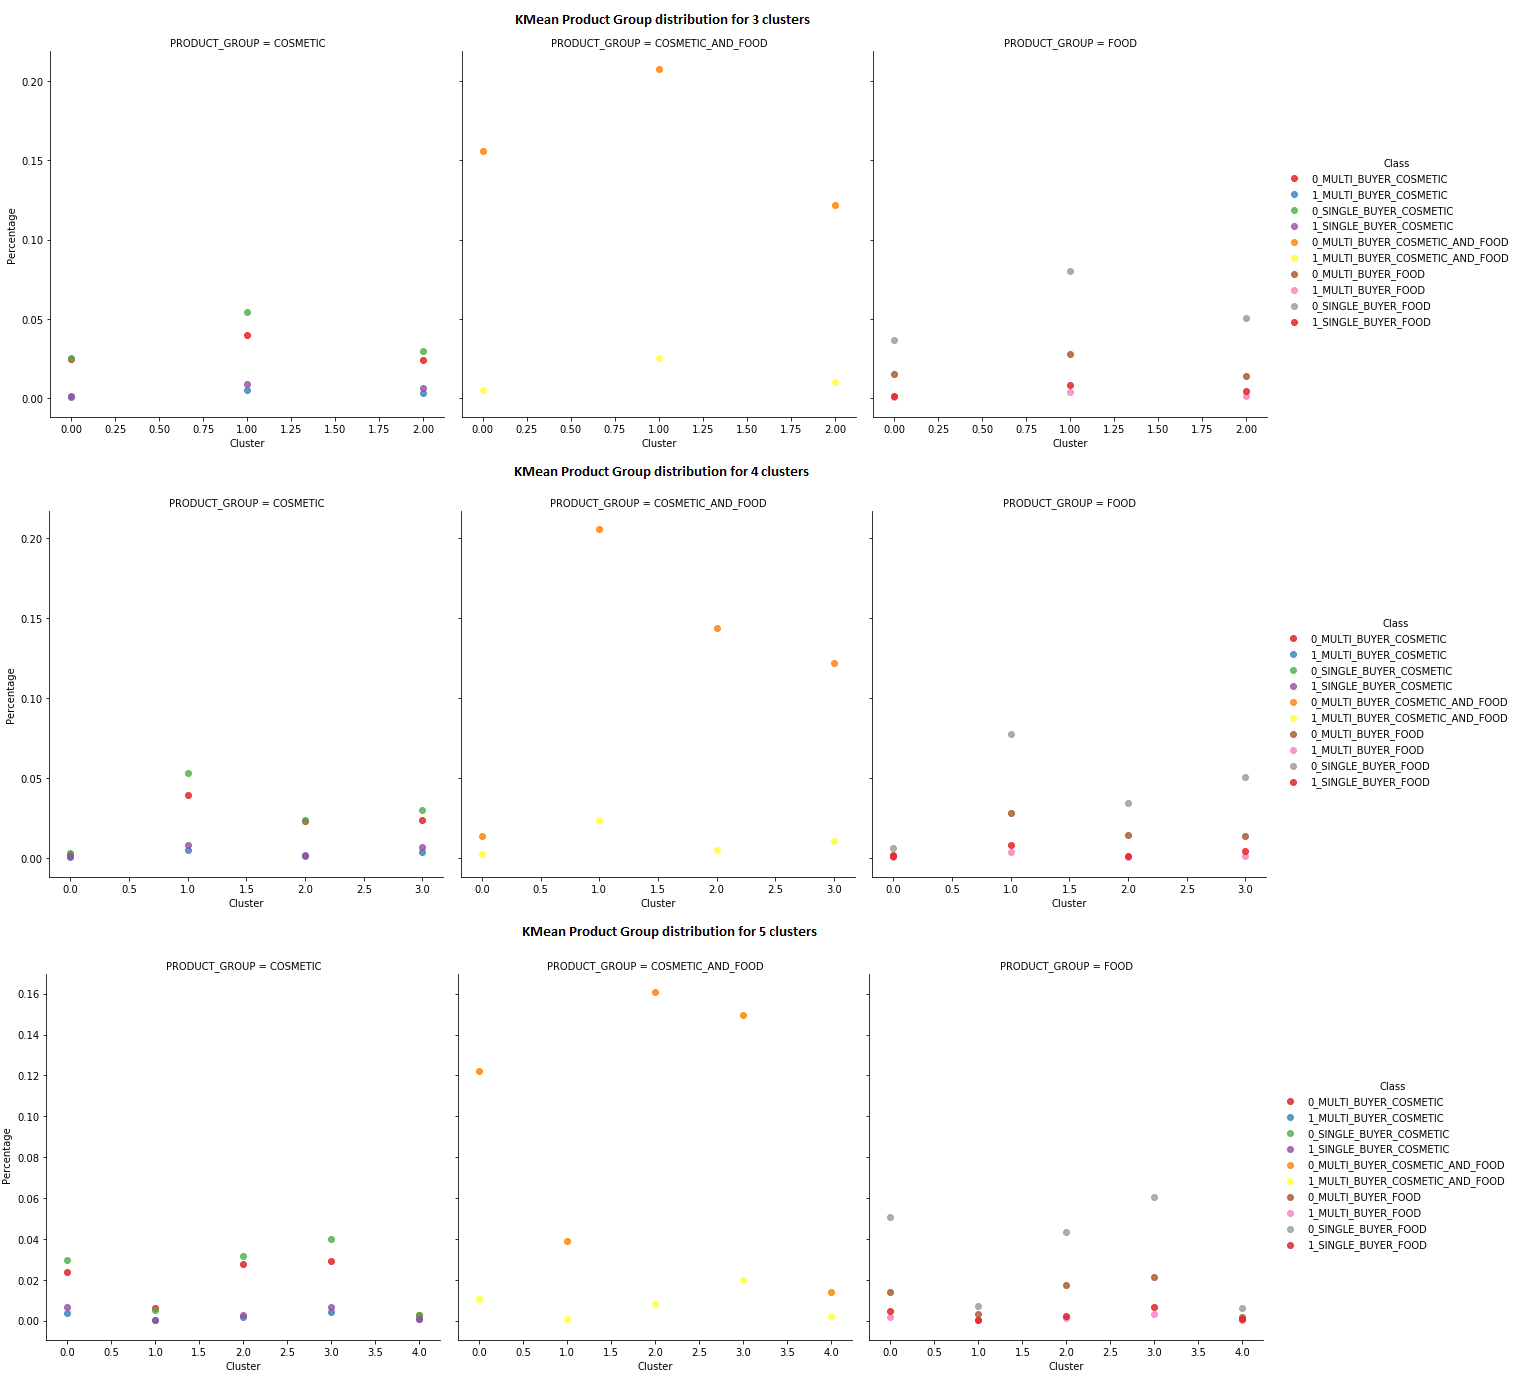 KMean Product Group distribution for 3 clusters
PRODUCT_GROUP = COSMETIC
PRODUCT_GROUP = COSMETIC_AND_FOOD
PRODUCT_GROUP = FOOD
Percentage
0.20
0.15
0.10
0.05
0.00
0.00 0.25 0.50 0.75 1.00 1.25 1.50 1.75 2.00
Cluster
0.00 0.25 0.50 0.75 1.00 1.25 1.50 1.75 2.00
Cluster
0.00 0.25 0.50 0.75 1.00 1.25 1.50 1.75 2.00
Cluster
Class
0_MULTI_BUYER_COSMETIC
1_MULTI_BUYER_COSMETIC
0_SINGLE_BUYER_COSMETIC
1_SINGLE_BUYER_COSMETIC
0_MULTI_BUYER_COSMETIC_AND_FOOD
1_MULTI_BUYER_COSMETIC_AND_FOOD
0_MULTI_BUYER_FOOD
1_MULTI_BUYER_FOOD
0_SINGLE_BUYER_FOOD
1_SINGLE_BUYER_FOOD
KMean Product Group distribution for 4 clusters
PRODUCT_GROUP = COSMETIC
PRODUCT_GROUP = COSMETIC_AND_FOOD
PRODUCT_GROUP = FOOD
Percentage
0.20
0.15
0.10
0.05
0.00
0.0 0.5 1.0 1.5 2.0 2.5 3.0
Cluster
0.0 0.5 1.0 1.5 2.0 2.5 3.0
Cluster
0.0 0.5 1.0 1.5 2.0 2.5 3.0
Cluster
Class
0_MULTI_BUYER_COSMETIC
1_MULTI_BUYER_COSMETIC
0_SINGLE_BUYER_COSMETIC
1_SINGLE_BUYER_COSMETIC
0_MULTI_BUYER_COSMETIC_AND_FOOD
1_MULTI_BUYER_COSMETIC_AND_FOOD
0_MULTI_BUYER_FOOD
1_MULTI_BUYER_FOOD
0_SINGLE_BUYER_FOOD
1_SINGLE_BUYER_FOOD
KMean Product Group distribution for 5 clusters
PRODUCT_GROUP = COSMETIC
PRODUCT_GROUP = COSMETIC_AND_FOOD
PRODUCT_GROUP = FOOD
Percentage
0.16
0.14
0.12
0.10
0.08
0.06
0.04
0.02
0.00
0.0 0.5 1.0 1.5 2.0 2.5 3.0 3.5 4.0
Cluster
0.0 0.5 1.0 1.5 2.0 2.5 3.0 3.5 4.0
Cluster
0.0 0.5 1.0 1.5 2.0 2.5 3.0 3.5 4.0
Cluster
Class
0_MULTI_BUYER_COSMETIC
1_MULTI_BUYER_COSMETIC
0_SINGLE_BUYER_COSMETIC
1_SINGLE_BUYER_COSMETIC
0_MULTI_BUYER_COSMETIC_AND_FOOD
1_MULTI_BUYER_COSMETIC_AND_FOOD
0_MULTI_BUYER_FOOD
1_MULTI_BUYER_FOOD
0_SINGLE_BUYER_FOOD
1_SINGLE_BUYER_FOOD